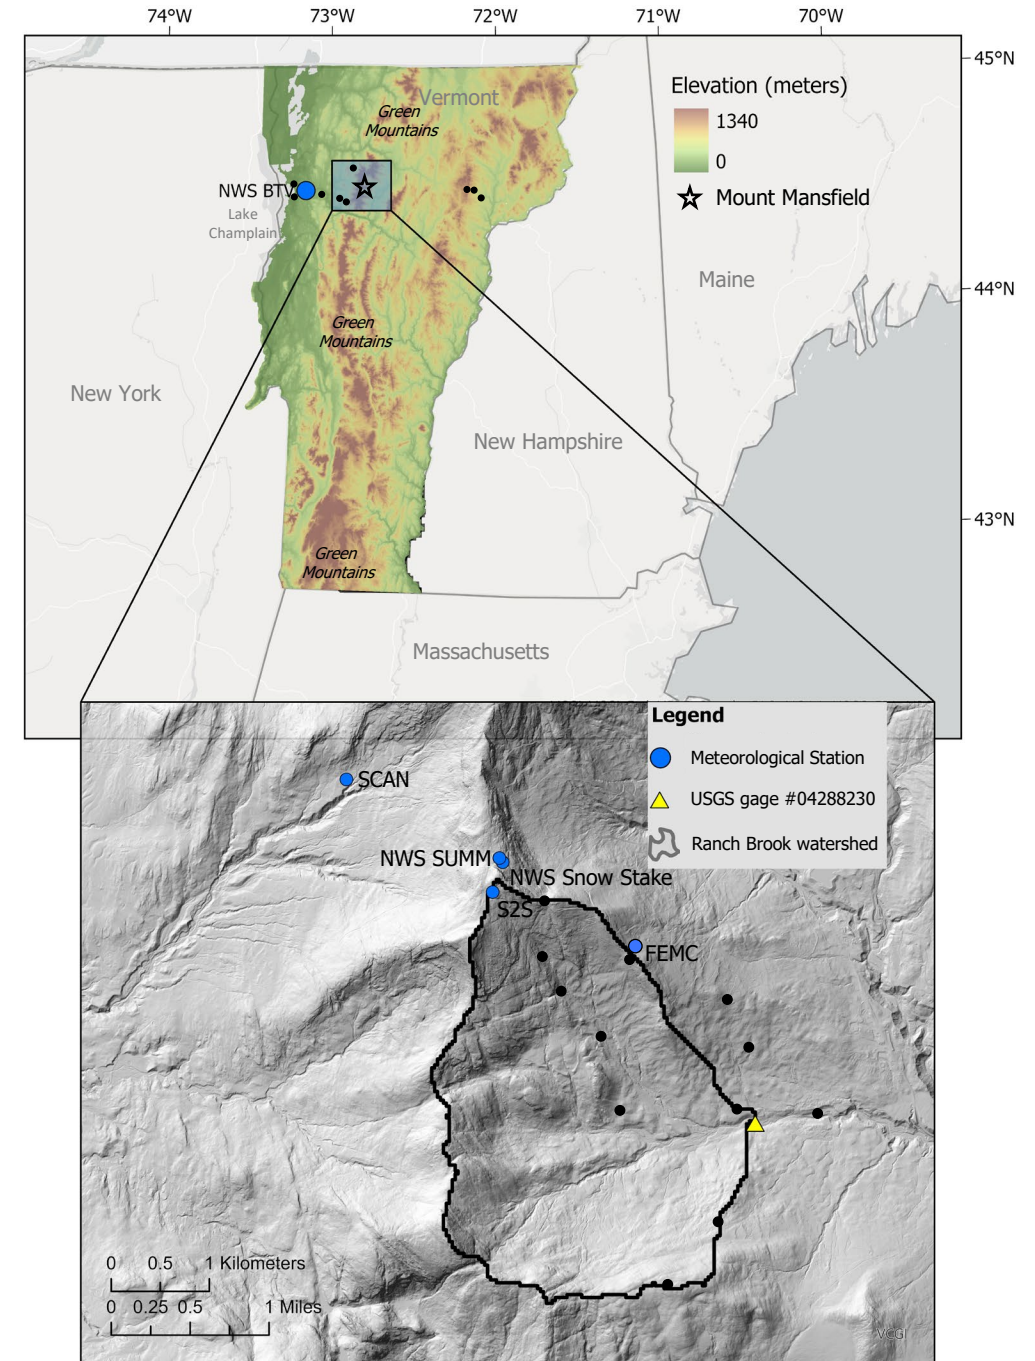 74°W 73°W 72°W 71°W 70°W
45°N
Elevation (meters)
1340
0
Mount Mansfield
Vermont
Green
Mountains
NWS BTV
Lake
Champlain
Maine
44°N
Green
Mountains
New York
New Hampshire
43°N
Green
Mountains
Massachusetts
Legend
Meteorological Station
USGS gage #04288230
Ranch Brook watershed
SCAN
NWS SUMM
NWS Snow Stake
S2S
FEMC
0 0.5 1 Kilometers
0 0.25 0.5 1 Miles
VCGI